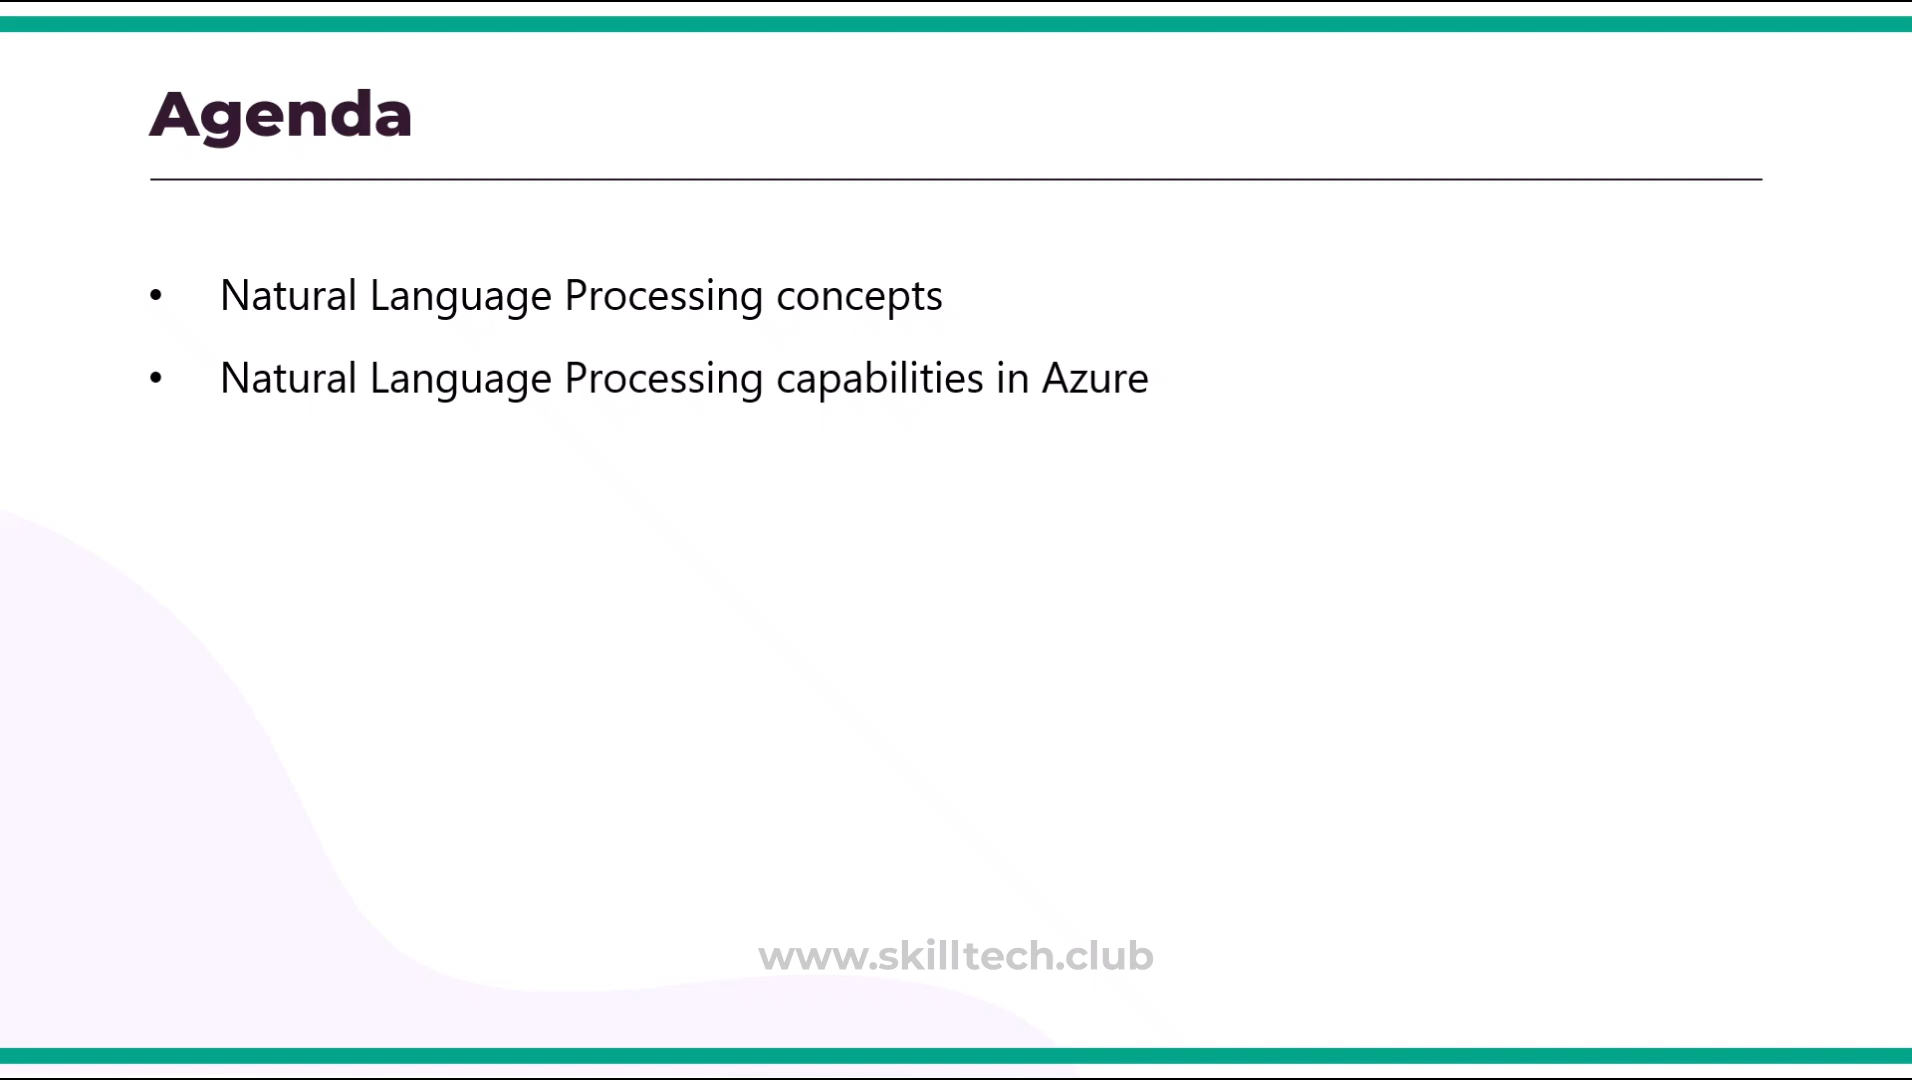 Agenda
• Natural Language Processing concepts
• Natural Language Processing capabilities in Azure
www.skilltech.club